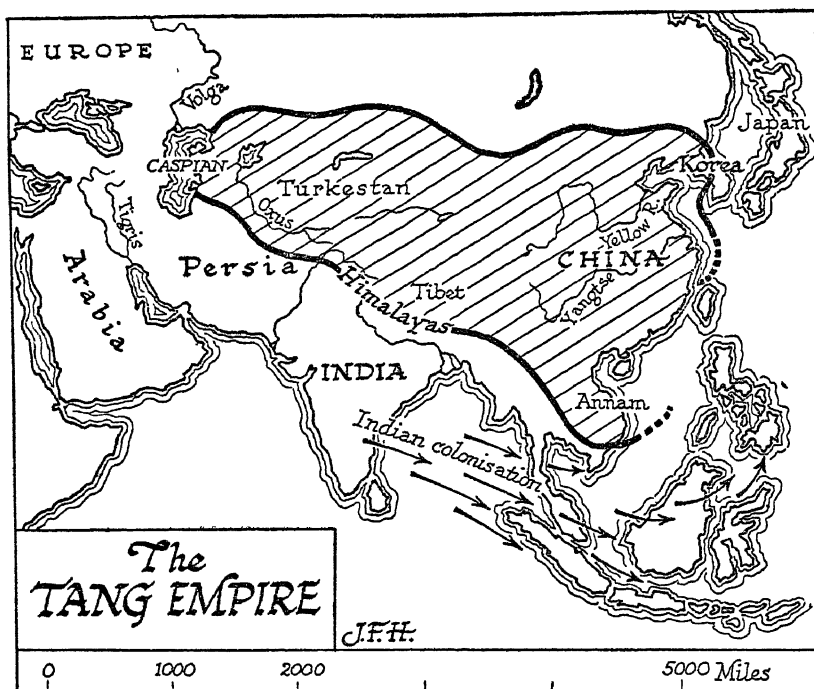 EUROPE
Volga
Japan
CASPIAN
Korea
Turkestan
Oxus
Yellow R.
Tigris
CHINA
Persia
Himalayas
Tibet
Yangtse
Arabia
INDIA
Annam
Indian colonisation
The
TANG EMPIRE
J.F.H.
0 1000 2000 5000 Miles